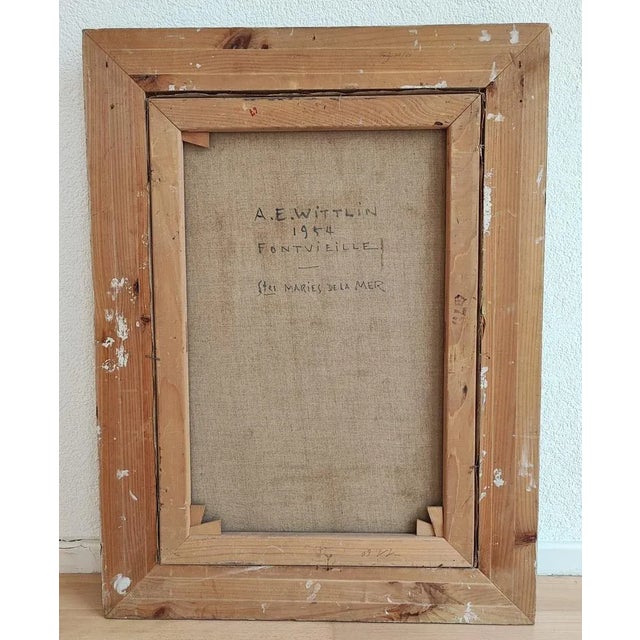 A.E.WITTLIN
1954
FONTVIEILLE
Stes MARIES DE LA MER